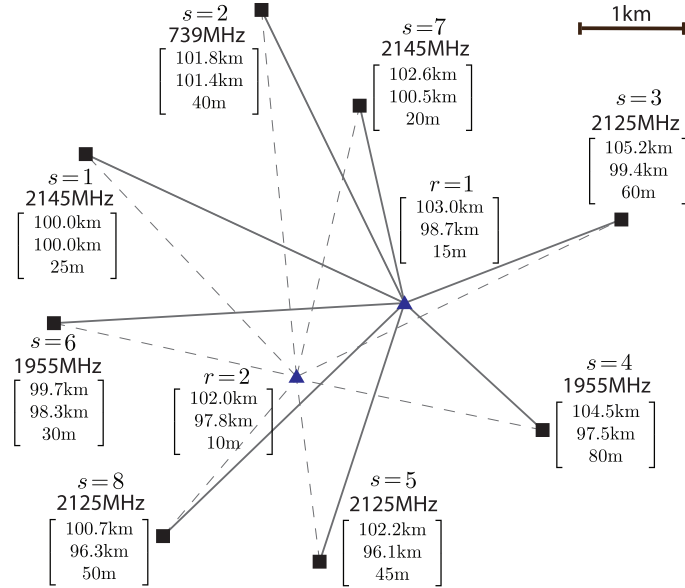 s=2
739MHz
101.8km
101.4km
40m
s=7
2145MHz
102.6km
100.5km
20m
1km
s=3
2125MHz
105.2km
99.4km
60m
s=1
2145MHz
100.0km
100.0km
25m
r=1
103.0km
98.7km
15m
s=6
1955MHz
99.7km
98.3km
30m
r=2
102.0km
97.8km
10m
s=4
1955MHz
104.5km
97.5km
80m
s=8
2125MHz
100.7km
96.3km
50m
s=5
2125MHz
102.2km
96.1km
45m